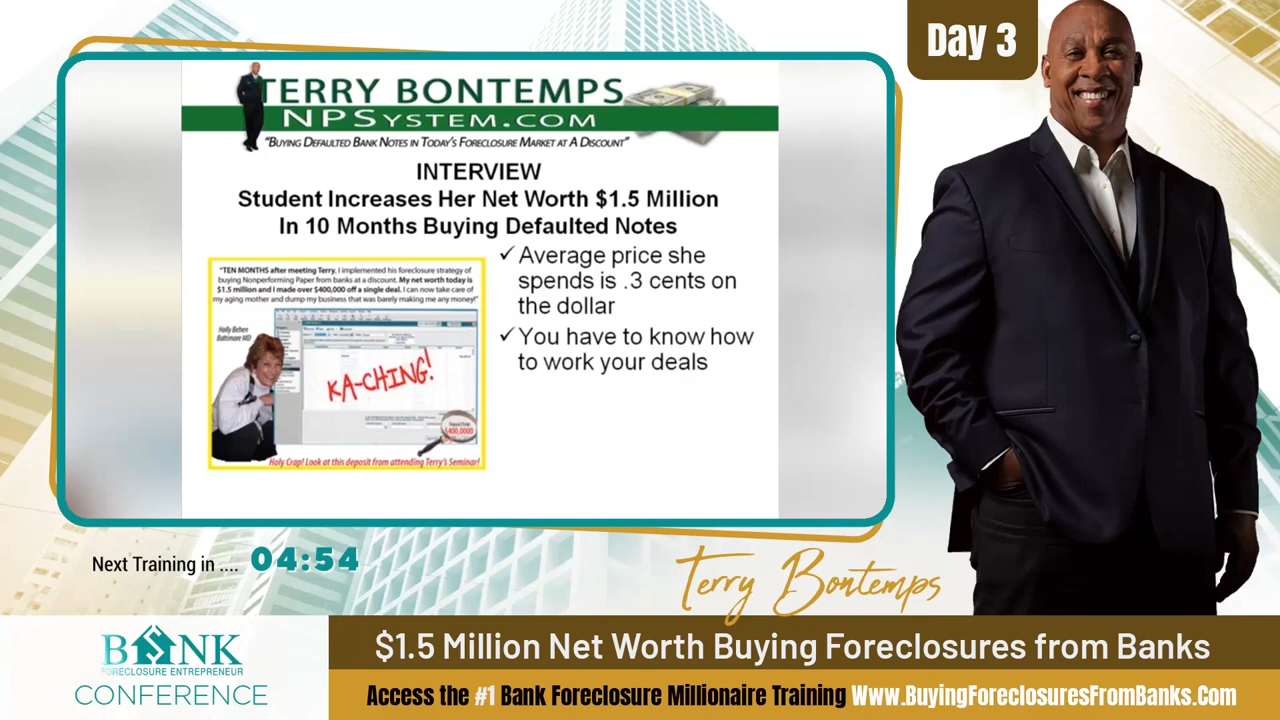 Day 3
TERRY BONTEMPS
NPSYSTEM.COM
"BUYING DEFAULTED BANK NOTES IN TODAY'S FORECLOSURE MARKET AT A DISCOUNT"
INTERVIEW
Student Increases Her Net Worth $1.5 Million
In 10 Months Buying Defaulted Notes
"TEN MONTHS after meeting Terry, I implemented his foreclosure strategy of
buying Nonperforming Paper from banks at a discount. My net worth today is
$1.5 million and I made over $400,000 off a single deal. I can now take care of
my aging mother and dump my business that was barely making me any money!"
Holly Behen
Baltimore MD
KA-CHING!
Holy Crap! Look at this deposit from attending Terry's Seminar!
✓ Average price she
spends is .3 cents on
the dollar
✓ You have to know how
to work your deals
Next Training in .... 04:54
Terry Bontemps
BANK
FORECLOSURE ENTREPRENEUR
CONFERENCE
$1.5 Million Net Worth Buying Foreclosures from Banks
Access the #1 Bank Foreclosure Millionaire Training Www.BuyingForeclosuresFromBanks.Com